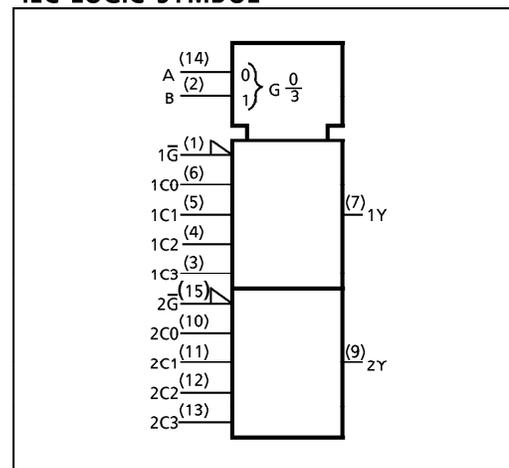 IEC LOGIC SYMBOL
A (14) 0
B (2) 1 } G 0/3
1G̅ (1)
1C0 (6)
1C1 (5) (7) 1Y
1C2 (4)
1C3 (3)
2G̅ (15)
2C0 (10)
2C1 (11) (9) 2Y
2C2 (12)
2C3 (13)